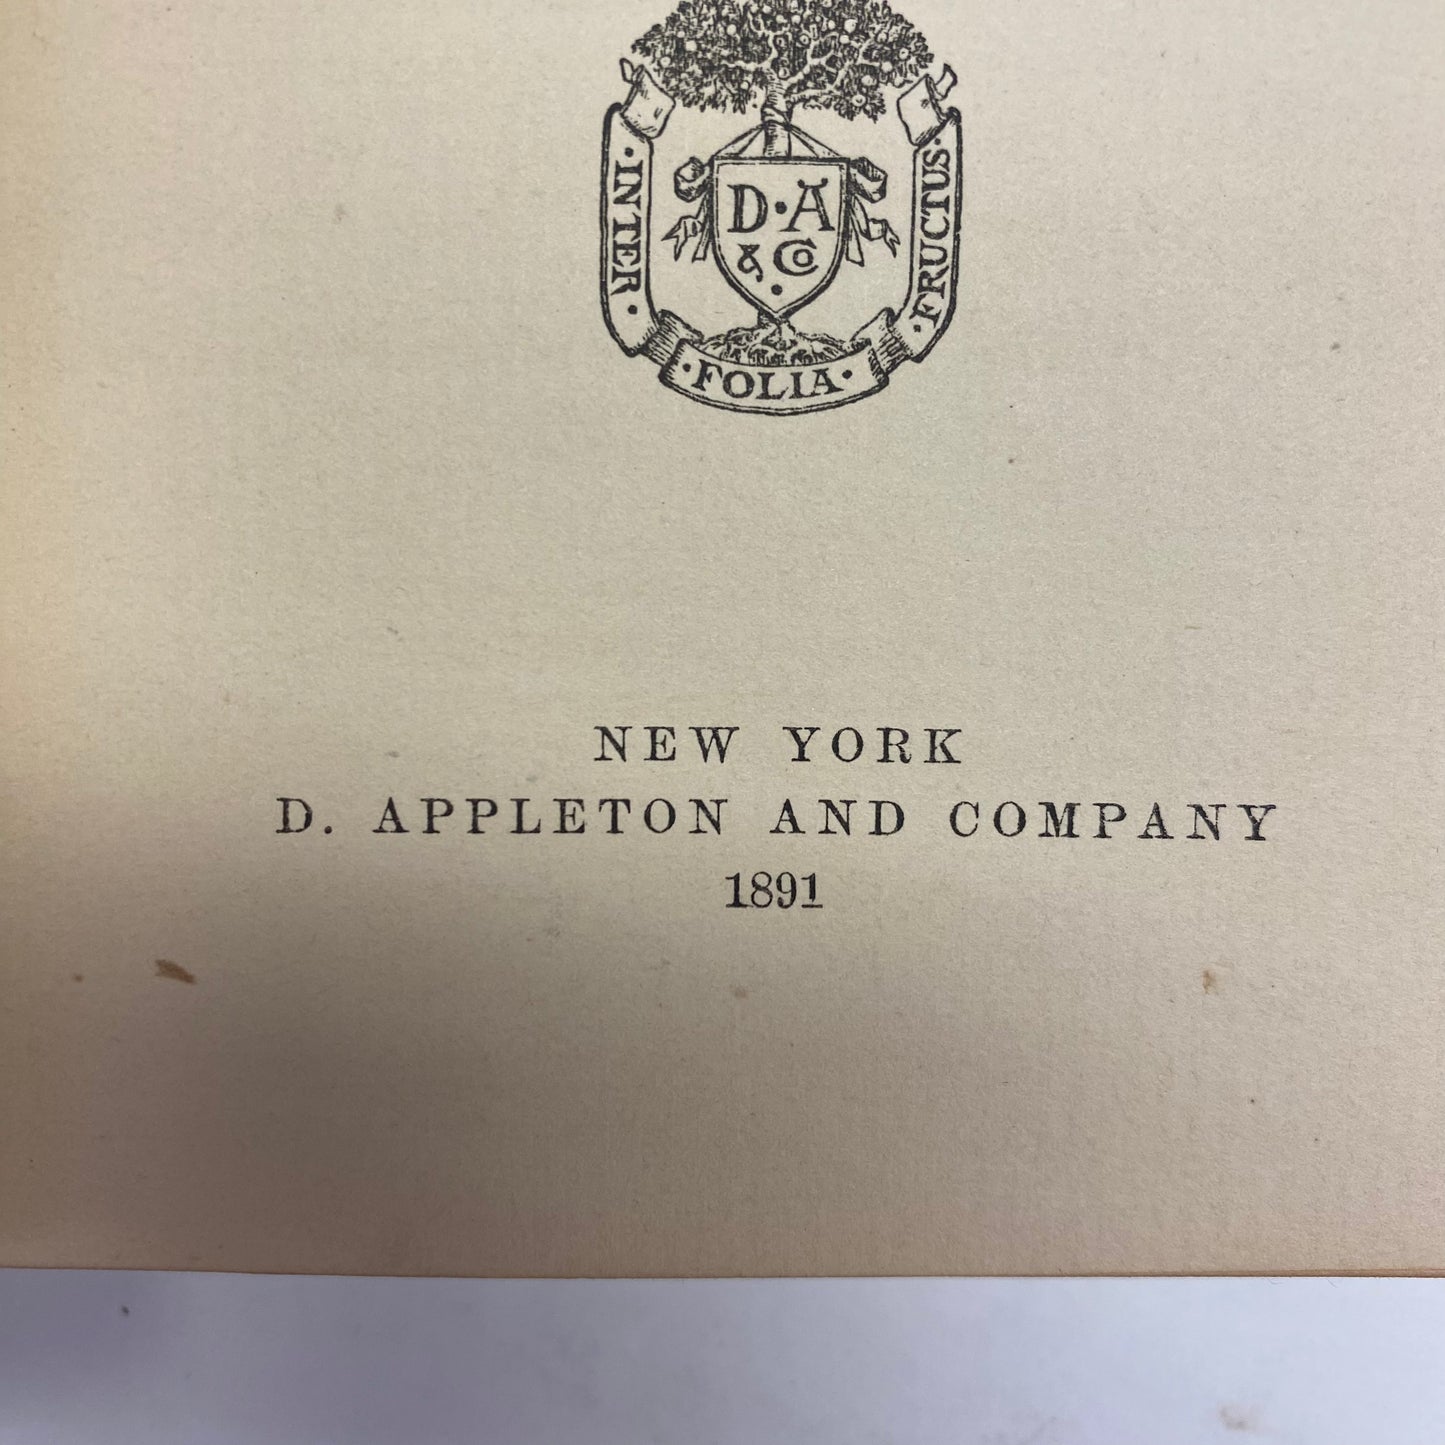 D·A
& Co
·INTER·
·FOLIA·
·FRUCTUS·
NEW YORK
D. APPLETON AND COMPANY
1891